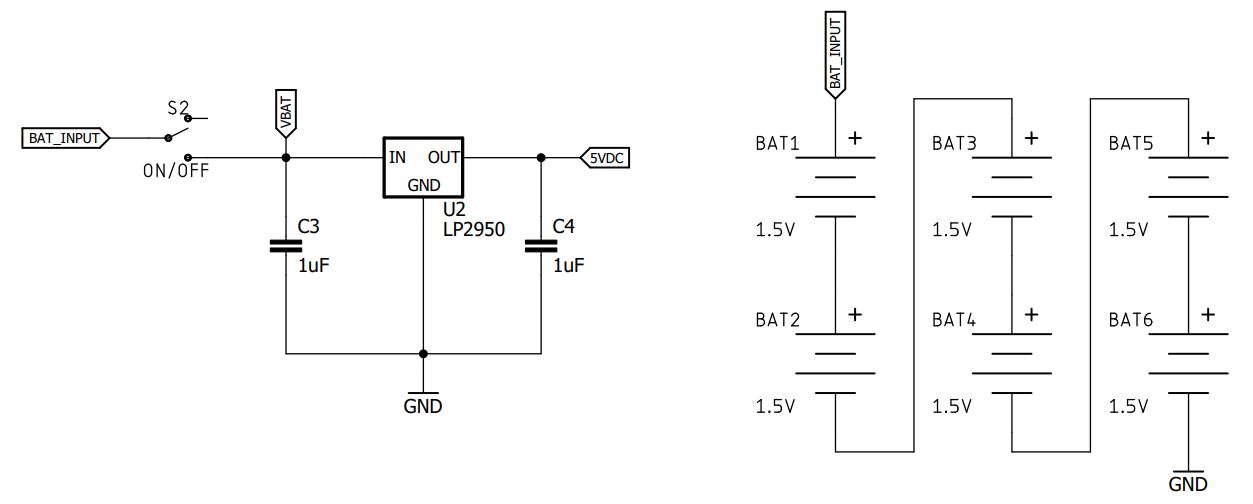 BAT_INPUT
S2
ON/OFF
VBAT
IN OUT
GND
U2
LP2950
5VDC
C3
1uF
C4
1uF
GND
BAT_INPUT
BAT1 +
1.5V
BAT2 +
1.5V
BAT3 +
1.5V
BAT4 +
1.5V
BAT5 +
1.5V
BAT6 +
1.5V
GND